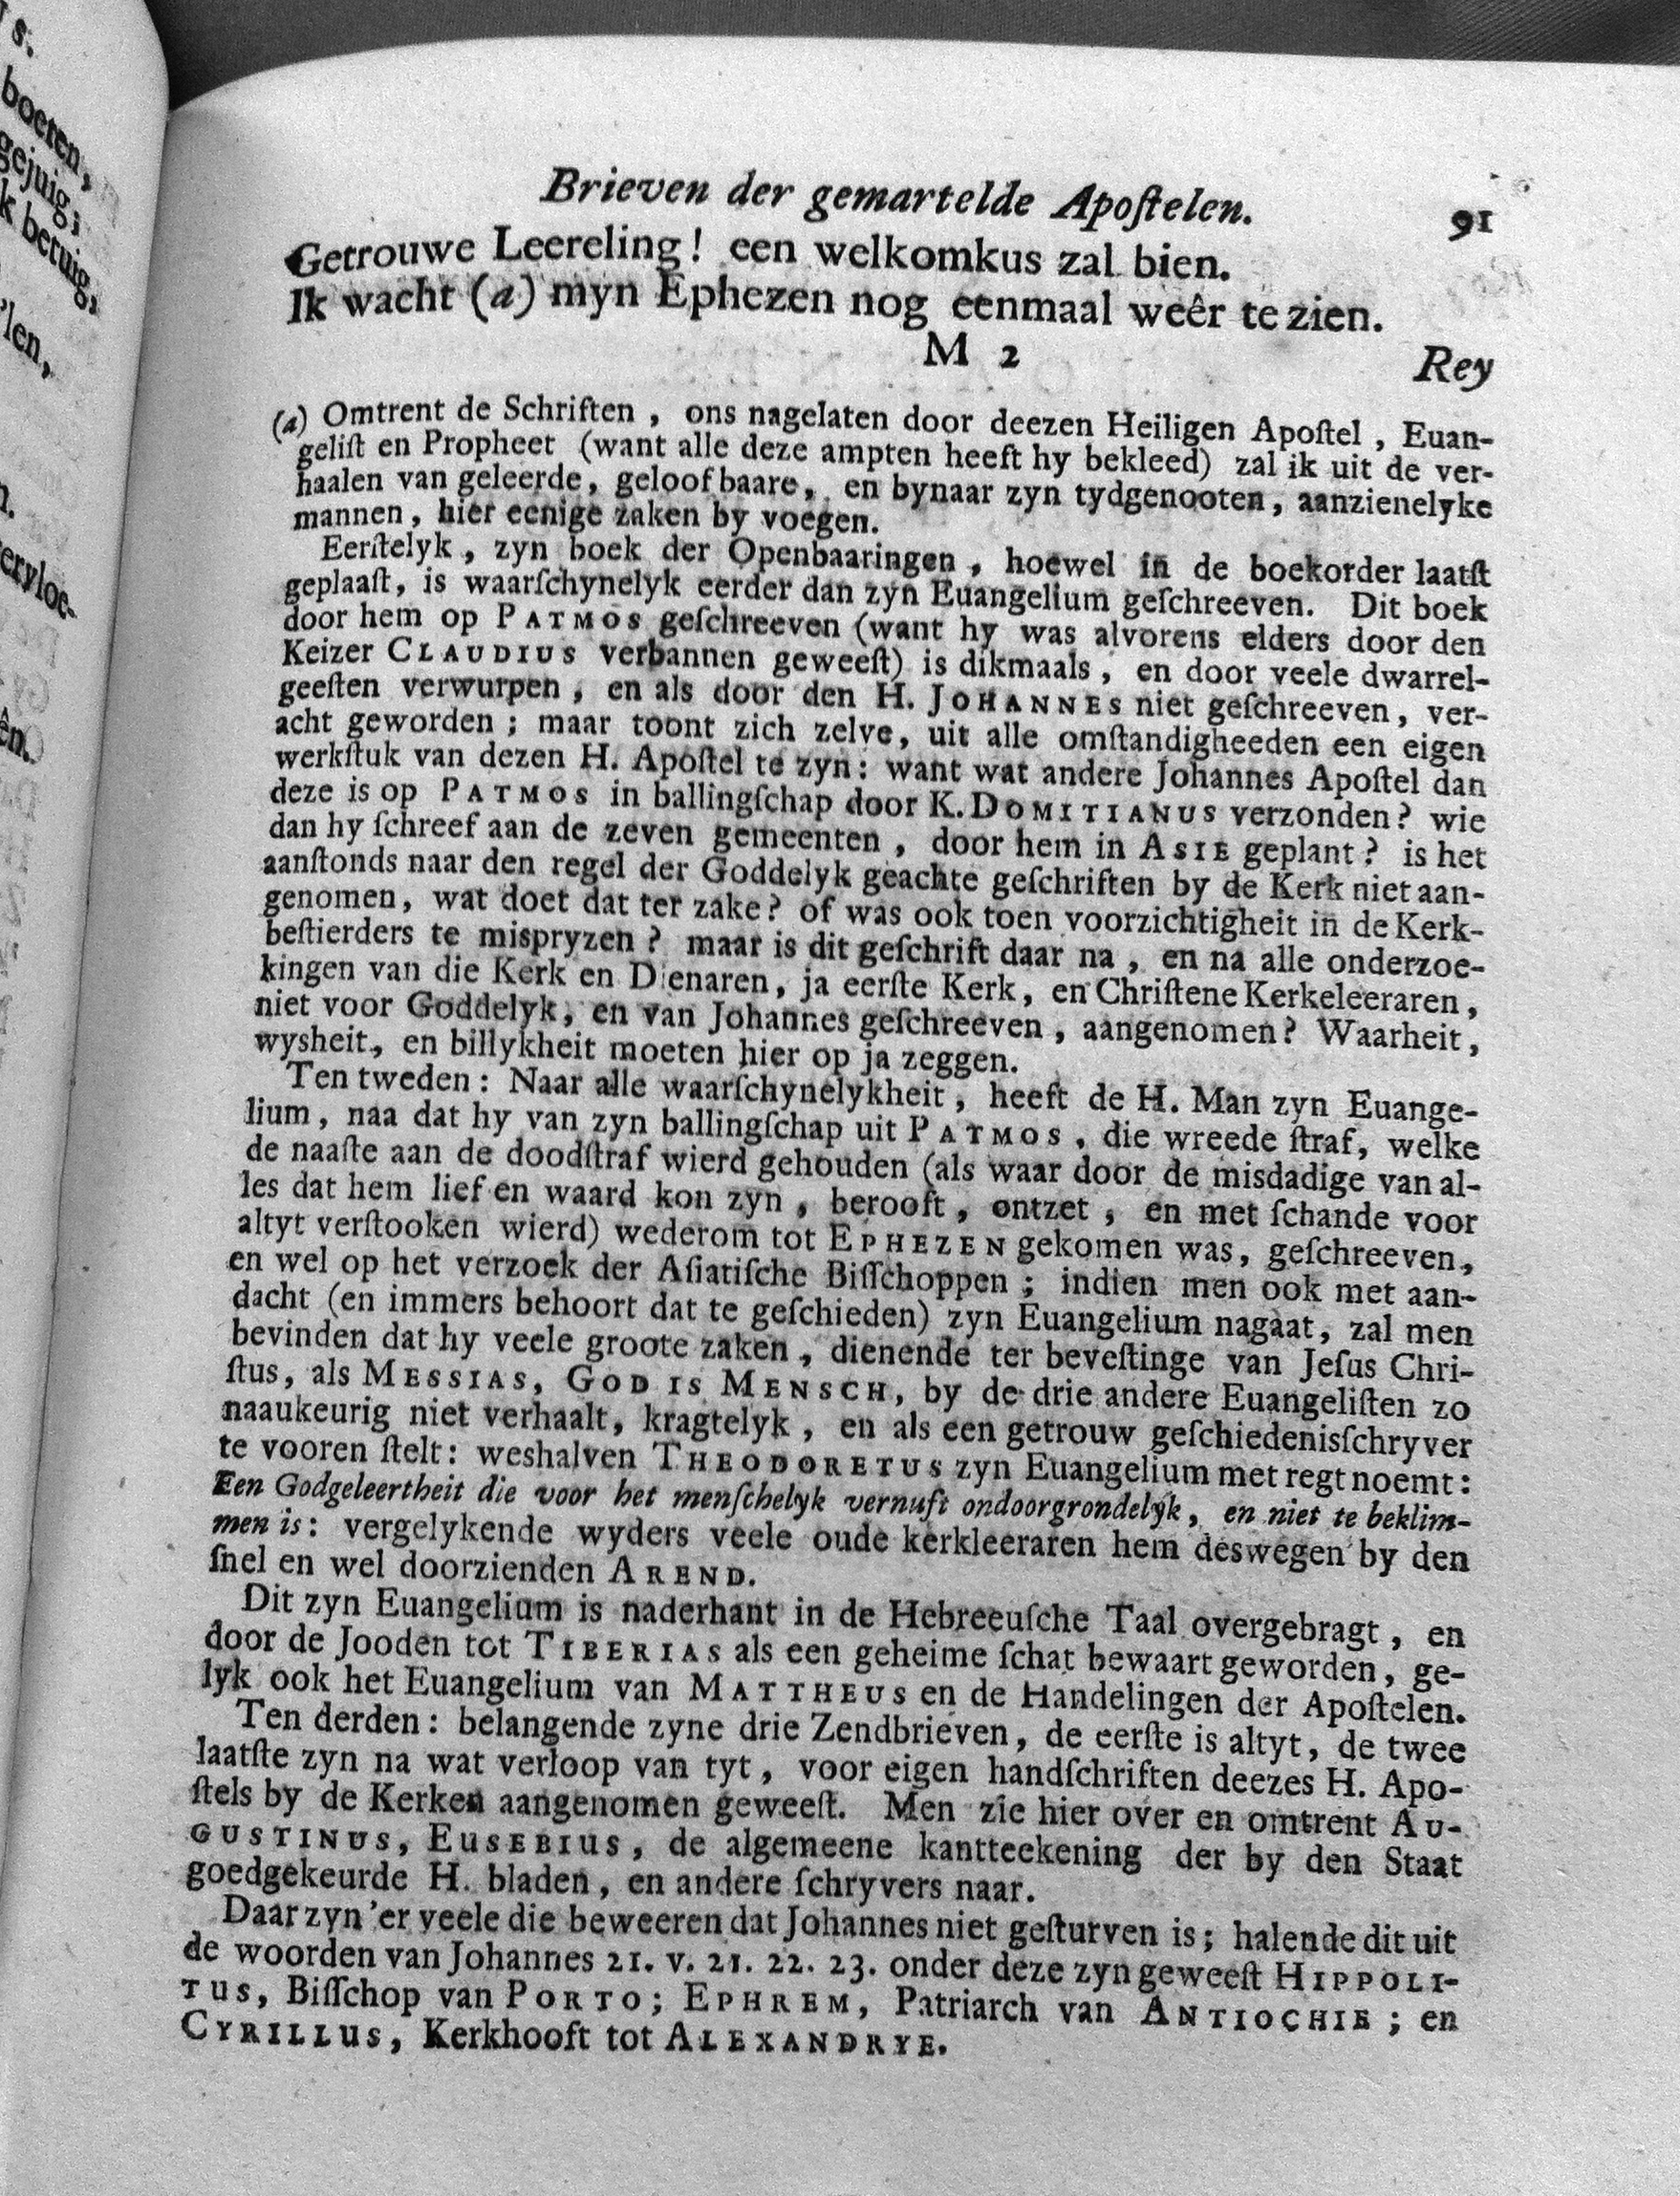 s.
boeten,
gejuig;
k betuig,
'len,
n.
eryloe-
ên.
Brieven der gemartelde Apoſtelen. 91
Getrouwe Leereling! een welkomkus zal bien.
Ik wacht (a) myn Ephezen nog eenmaal weêr te zien.
M 2 Rey
(a) Omtrent de Schriften, ons nagelaten door deezen Heiligen Apoſtel, Euan-
geliſt en Propheet (want alle deze ampten heeft hy bekleed) zal ik uit de ver-
haalen van geleerde, geloofbaare, en bynaar zyn tydgenooten, aanzienelyke
mannen, hier eenige zaken by voegen.
Eerſtelyk, zyn boek der Openbaaringen, hoewel in de boekorder laatſt
geplaaſt, is waarſchynelyk eerder dan zyn Euangelium geſchreeven. Dit boek
door hem op PATMOS geſchreeven (want hy was alvorens elders door den
Keizer CLAUDIUS verbannen geweeſt) is dikmaals, en door veele dwarrel-
geeſten verwurpen, en als door den H. JOHANNES niet geſchreeven, ver-
acht geworden; maar toont zich zelve, uit alle omſtandigheeden een eigen
werkſtuk van dezen H. Apoſtel te zyn: want wat andere Johannes Apoſtel dan
deze is op PATMOS in ballingſchap door K. DOMITIANUS verzonden? wie
dan hy ſchreef aan de zeven gemeenten, door hem in ASIE geplant? is het
aanſtonds naar den regel der Goddelyk geachte geſchriften by de Kerk niet aan-
genomen, wat doet dat ter zake? of was ook toen voorzichtigheit in de Kerk-
beſtierders te mispryzen? maar is dit geſchrift daar na, en na alle onderzoe-
kingen van die Kerk en Dienaren, ja eerſte Kerk, en Chriſtene Kerkeleeraren,
niet voor Goddelyk, en van Johannes geſchreeven, aangenomen? Waarheit,
wysheit, en billykheit moeten hier op ja zeggen.
Ten tweden: Naar alle waarſchynelykheit, heeft de H. Man zyn Euange-
lium, naa dat hy van zyn ballingſchap uit PATMOS, die wreede ſtraf, welke
de naaſte aan de doodſtraf wierd gehouden (als waar door de misdadige van al-
les dat hem lief en waard kon zyn, berooft, ontzet, en met ſchande voor
altyt verſtooken wierd) wederom tot EPHEZEN gekomen was, geſchreeven,
en wel op het verzoek der Aſiatiſche Biſſchoppen; indien men ook met aan-
dacht (en immers behoort dat te geſchieden) zyn Euangelium nagaat, zal men
bevinden dat hy veele groote zaken, dienende ter beveſtinge van Jeſus Chri-
ſtus, als MESSIAS, GOD IS MENSCH, by de drie andere Euangeliſten zo
naaukeurig niet verhaalt, kragtelyk, en als een getrouw geſchiedenisſchryver
te vooren ſtelt: weshalven THEODORETUS zyn Euangelium met regt noemt:
Een Godgeleertheit die voor het menſchelyk vernuft ondoorgrondelyk, en niet te beklim-
men is: vergelykende wyders veele oude kerkleeraren hem deswegen by den
ſnel en wel doorzienden AREND.
Dit zyn Euangelium is naderhant in de Hebreeuſche Taal overgebragt, en
door de Jooden tot TIBERIAS als een geheime ſchat bewaart geworden, ge-
lyk ook het Euangelium van MATTHEUS en de Handelingen der Apoſtelen.
Ten derden: belangende zyne drie Zendbrieven, de eerſte is altyt, de twee
laatſte zyn na wat verloop van tyt, voor eigen handſchriften deezes H. Apo-
ſtels by de Kerken aangenomen geweeſt. Men zie hier over en omtrent AU-
GUSTINUS, EUSEBIUS, de algemeene kantteekening der by den Staat
goedgekeurde H. bladen, en andere ſchryvers naar.
Daar zyn 'er veele die beweeren dat Johannes niet geſturven is; halende dit uit
de woorden van Johannes 21. v. 21. 22. 23. onder deze zyn geweeſt HIPPOLI-
TUS, Biſſchop van PORTO; EPHREM, Patriarch van ANTIOCHIE; en
CYRILLUS, Kerkhooft tot ALEXANDRYE.